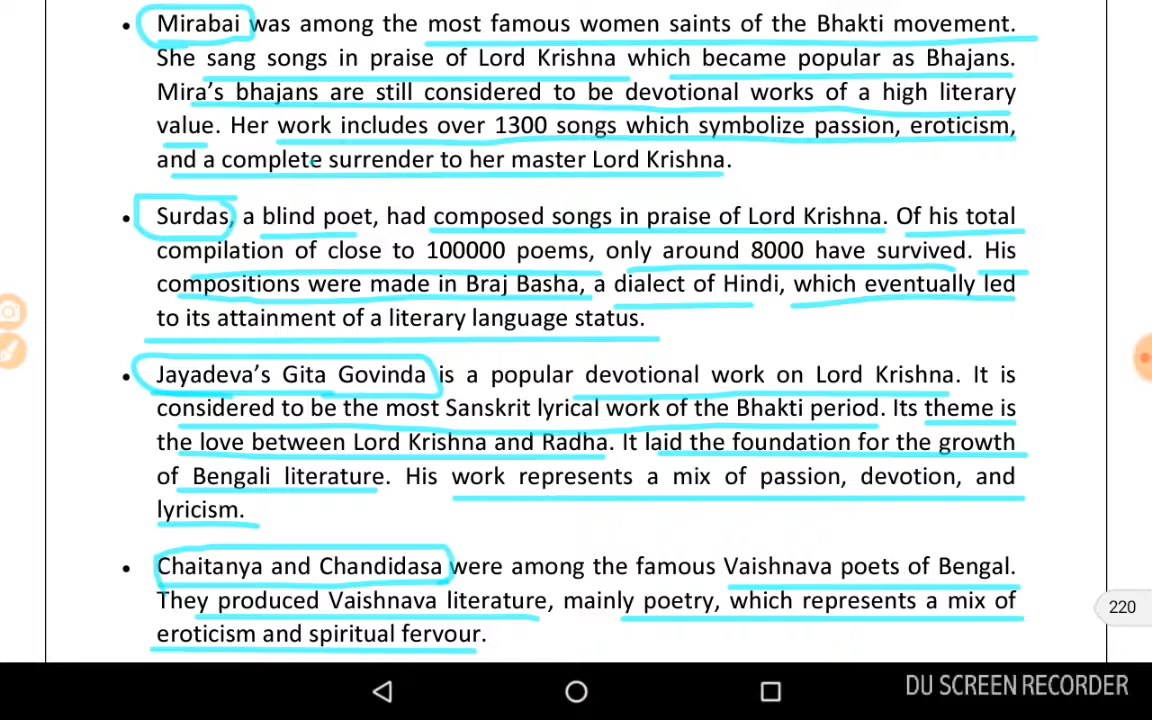 • Mirabai was among the most famous women saints of the Bhakti movement.
She sang songs in praise of Lord Krishna which became popular as Bhajans.
Mira's bhajans are still considered to be devotional works of a high literary
value. Her work includes over 1300 songs which symbolize passion, eroticism,
and a complete surrender to her master Lord Krishna.
• Surdas, a blind poet, had composed songs in praise of Lord Krishna. Of his total
compilation of close to 100000 poems, only around 8000 have survived. His
compositions were made in Braj Basha, a dialect of Hindi, which eventually led
to its attainment of a literary language status.
• Jayadeva's Gita Govinda is a popular devotional work on Lord Krishna. It is
considered to be the most Sanskrit lyrical work of the Bhakti period. Its theme is
the love between Lord Krishna and Radha. It laid the foundation for the growth
of Bengali literature. His work represents a mix of passion, devotion, and
lyricism.
• Chaitanya and Chandidasa were among the famous Vaishnava poets of Bengal.
They produced Vaishnava literature, mainly poetry, which represents a mix of
eroticism and spiritual fervour.
220
DU SCREEN RECORDER